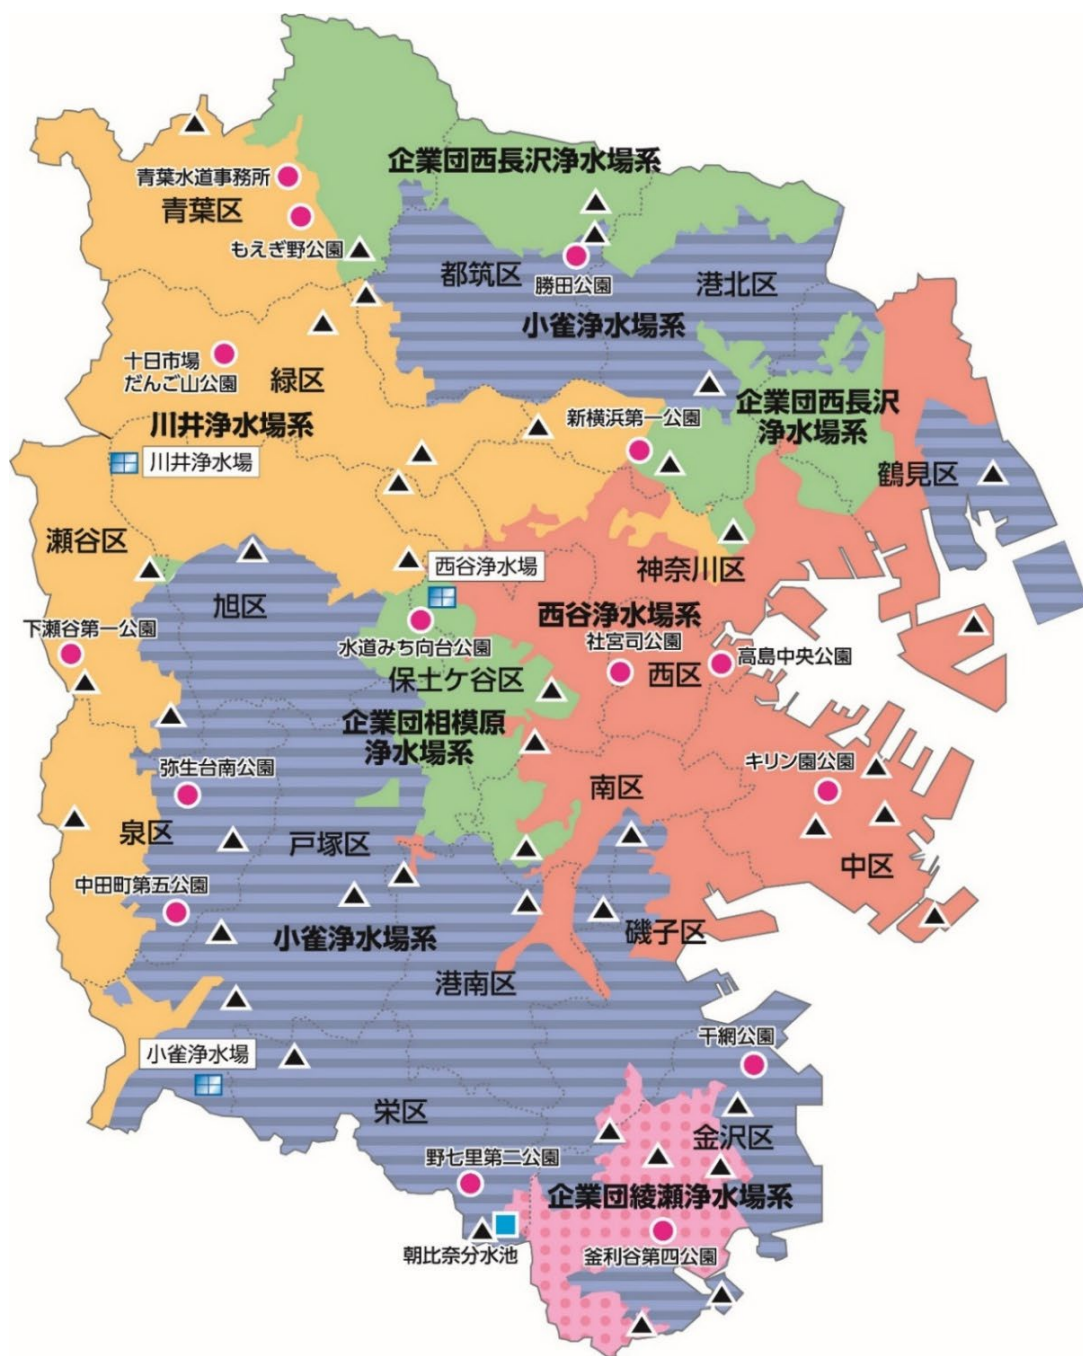 企業団西長沢浄水場系
青葉水道事務所
青葉区
もえぎ野公園
都筑区
勝田公園
港北区
小雀浄水場系
十日市場
だんご山公園
緑区
川井浄水場系
新横浜第一公園
企業団西長沢
浄水場系
川井浄水場
鶴見区
瀬谷区
西谷浄水場
神奈川区
旭区
西谷浄水場系
下瀬谷第一公園
水道みち向台公園
社宮司公園
高島中央公園
保土ケ谷区
西区
企業団相模原
浄水場系
弥生台南公園
キリン園公園
南区
泉区
戸塚区
中区
中田町第五公園
小雀浄水場系
磯子区
港南区
干網公園
小雀浄水場
栄区
金沢区
野七里第二公園
企業団綾瀬浄水場系
朝比奈分水池
釜利谷第四公園